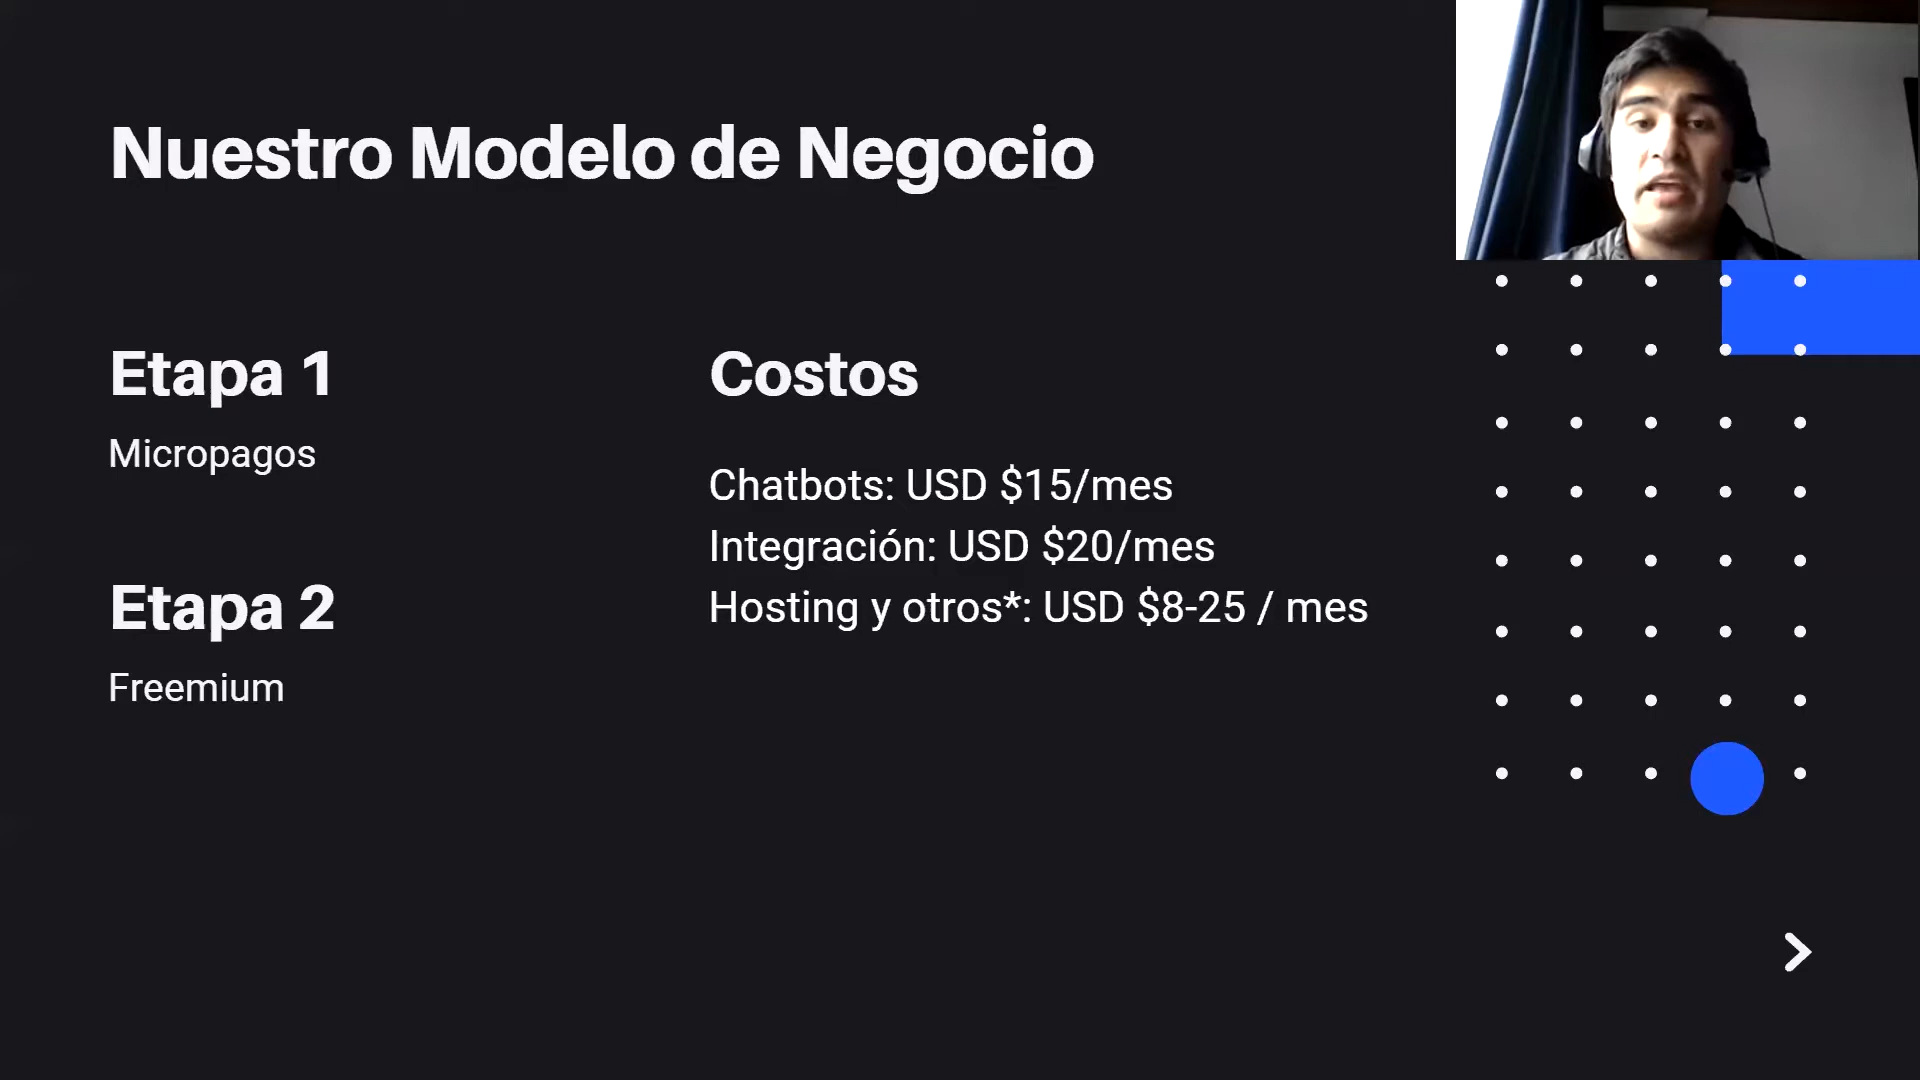 Nuestro Modelo de Negocio
Etapa 1
Micropagos
Etapa 2
Freemium
Costos
Chatbots: USD $15/mes
Integración: USD $20/mes
Hosting y otros*: USD $8-25 / mes